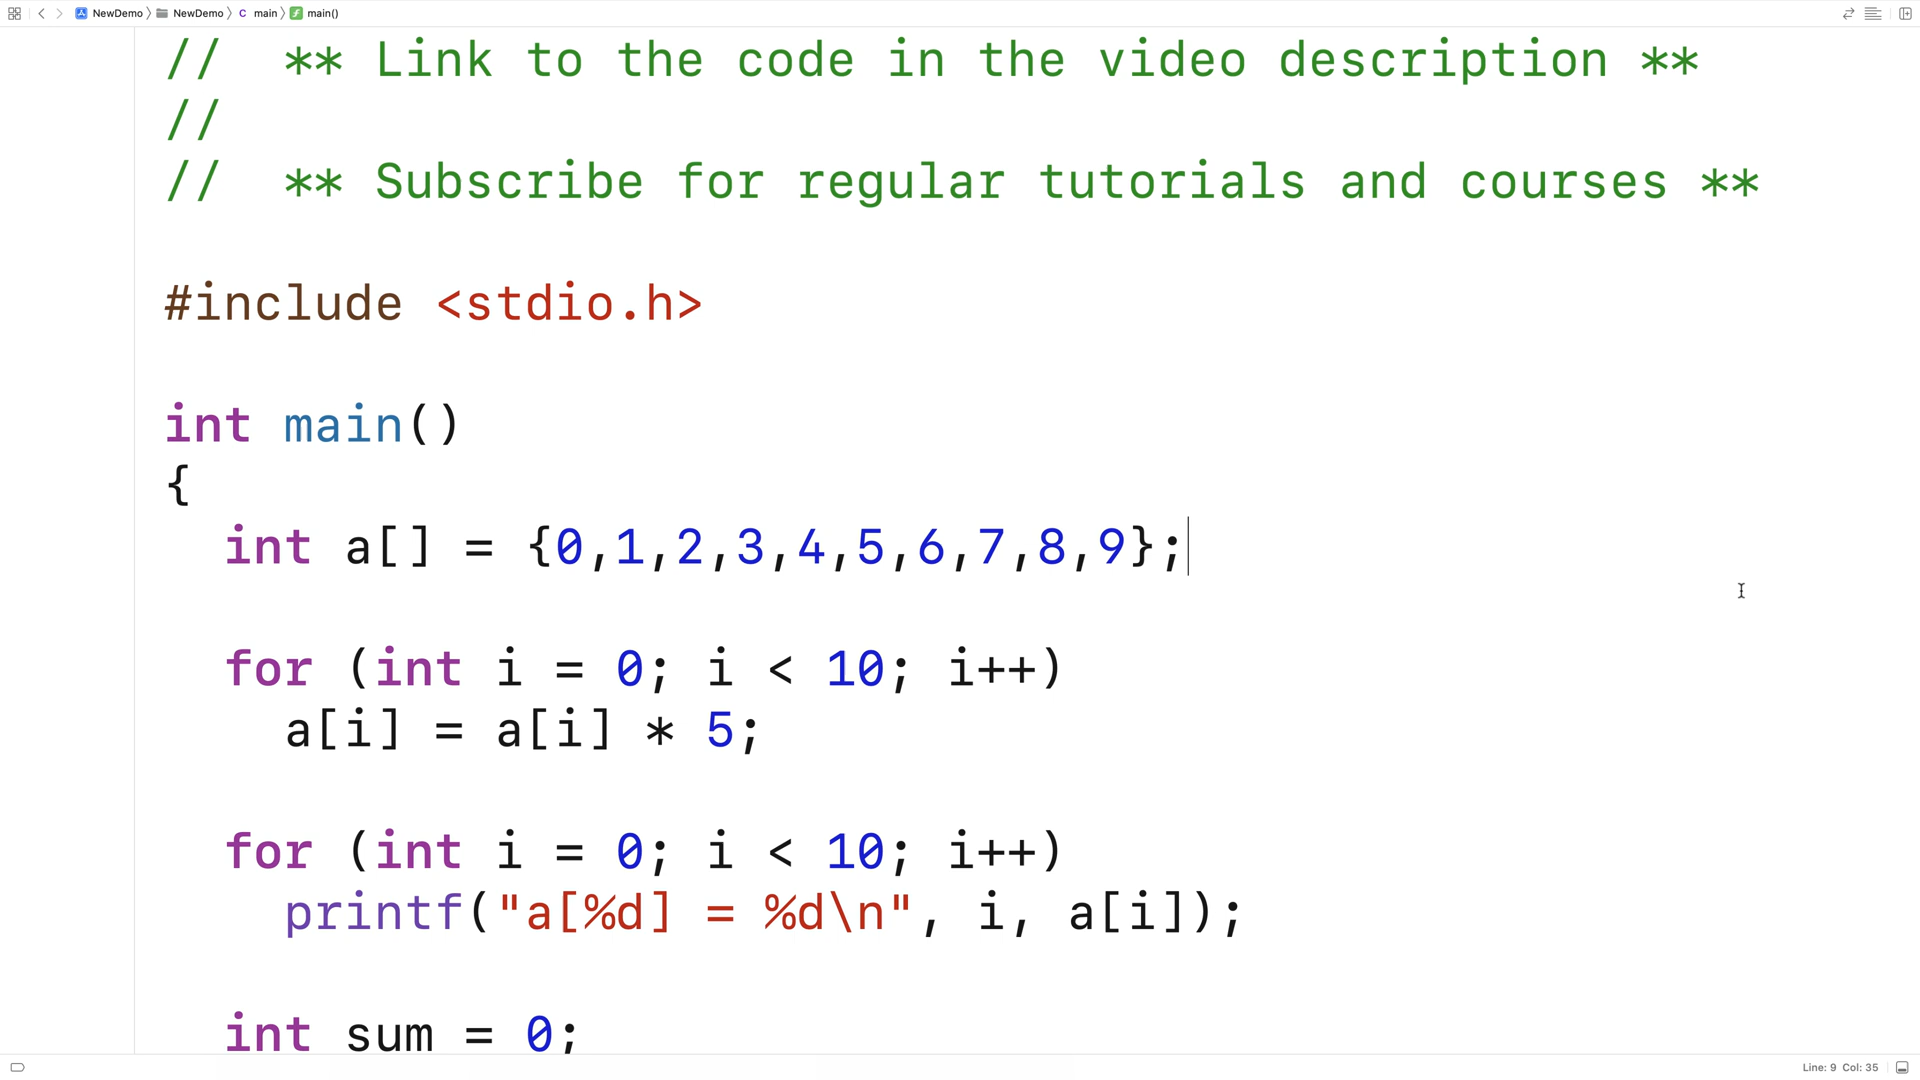 NewDemo NewDemo C main f main()
// ** Link to the code in the video description **
//
// ** Subscribe for regular tutorials and courses **
#include <stdio.h>
int main()
{
int a[] = {0,1,2,3,4,5,6,7,8,9};
for (int i = 0; i < 10; i++)
a[i] = a[i] * 5;
for (int i = 0; i < 10; i++)
printf("a[%d] = %d\n", i, a[i]);
int sum = 0;
Line: 9 Col: 35